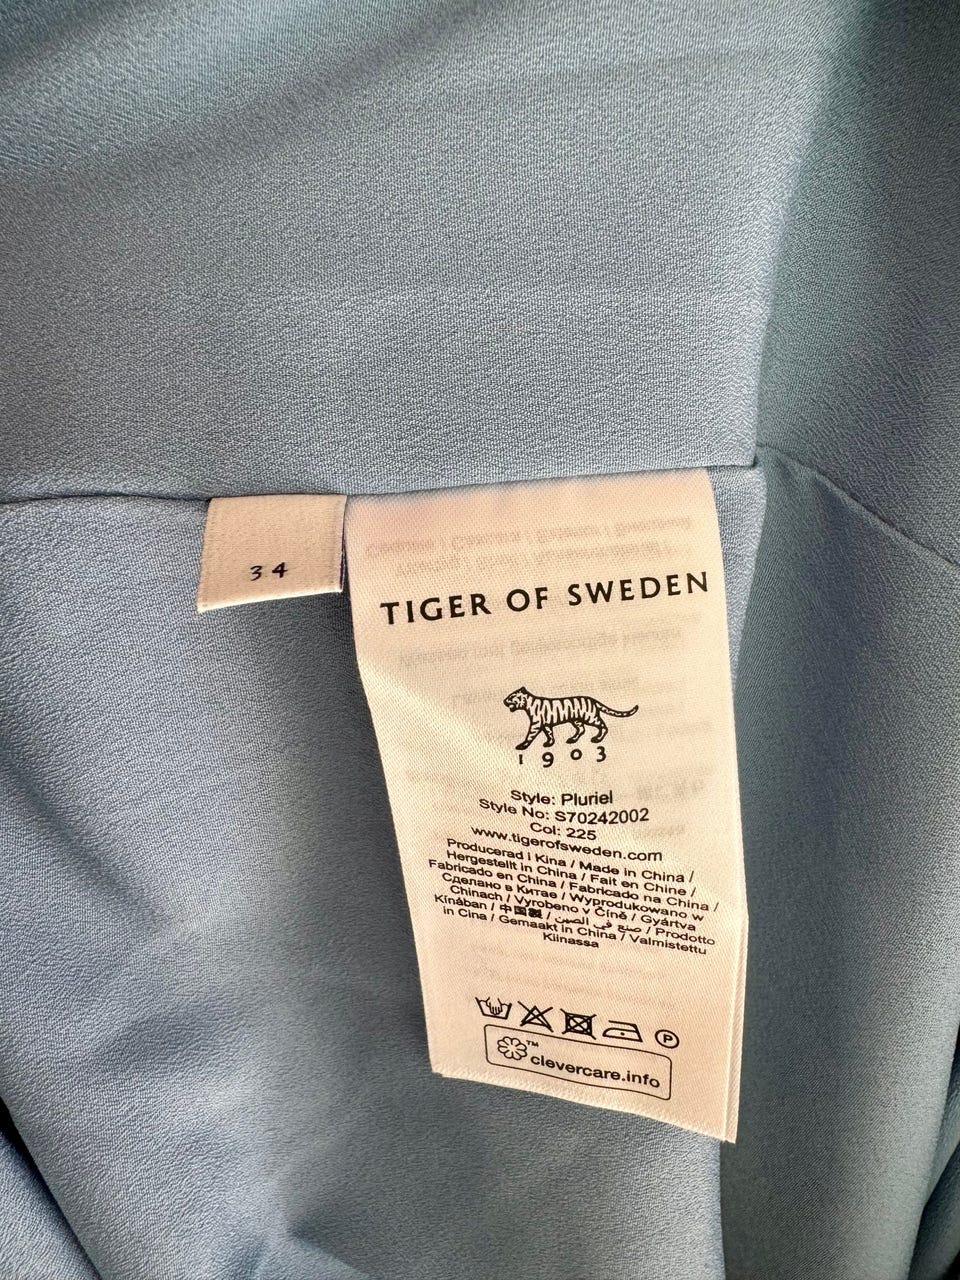 34
TIGER OF SWEDEN
1903
Style: Pluriel
Style No: S70242002
Col: 225
www.tigerofsweden.com
Producerad i Kina / Made in China /
Hergestellt in China / Fait en Chine /
Fabricado en China / Fabricado na China /
Сделано в Китае / Wyprodukowano w
Chinach / Vyrobeno v Číně / Gyártva
Kínában / 中国製 / صنع في الصين / Prodotto
in Cina / Gemaakt in China / Valmistettu
Kiinassa
P
™
clevercare.info